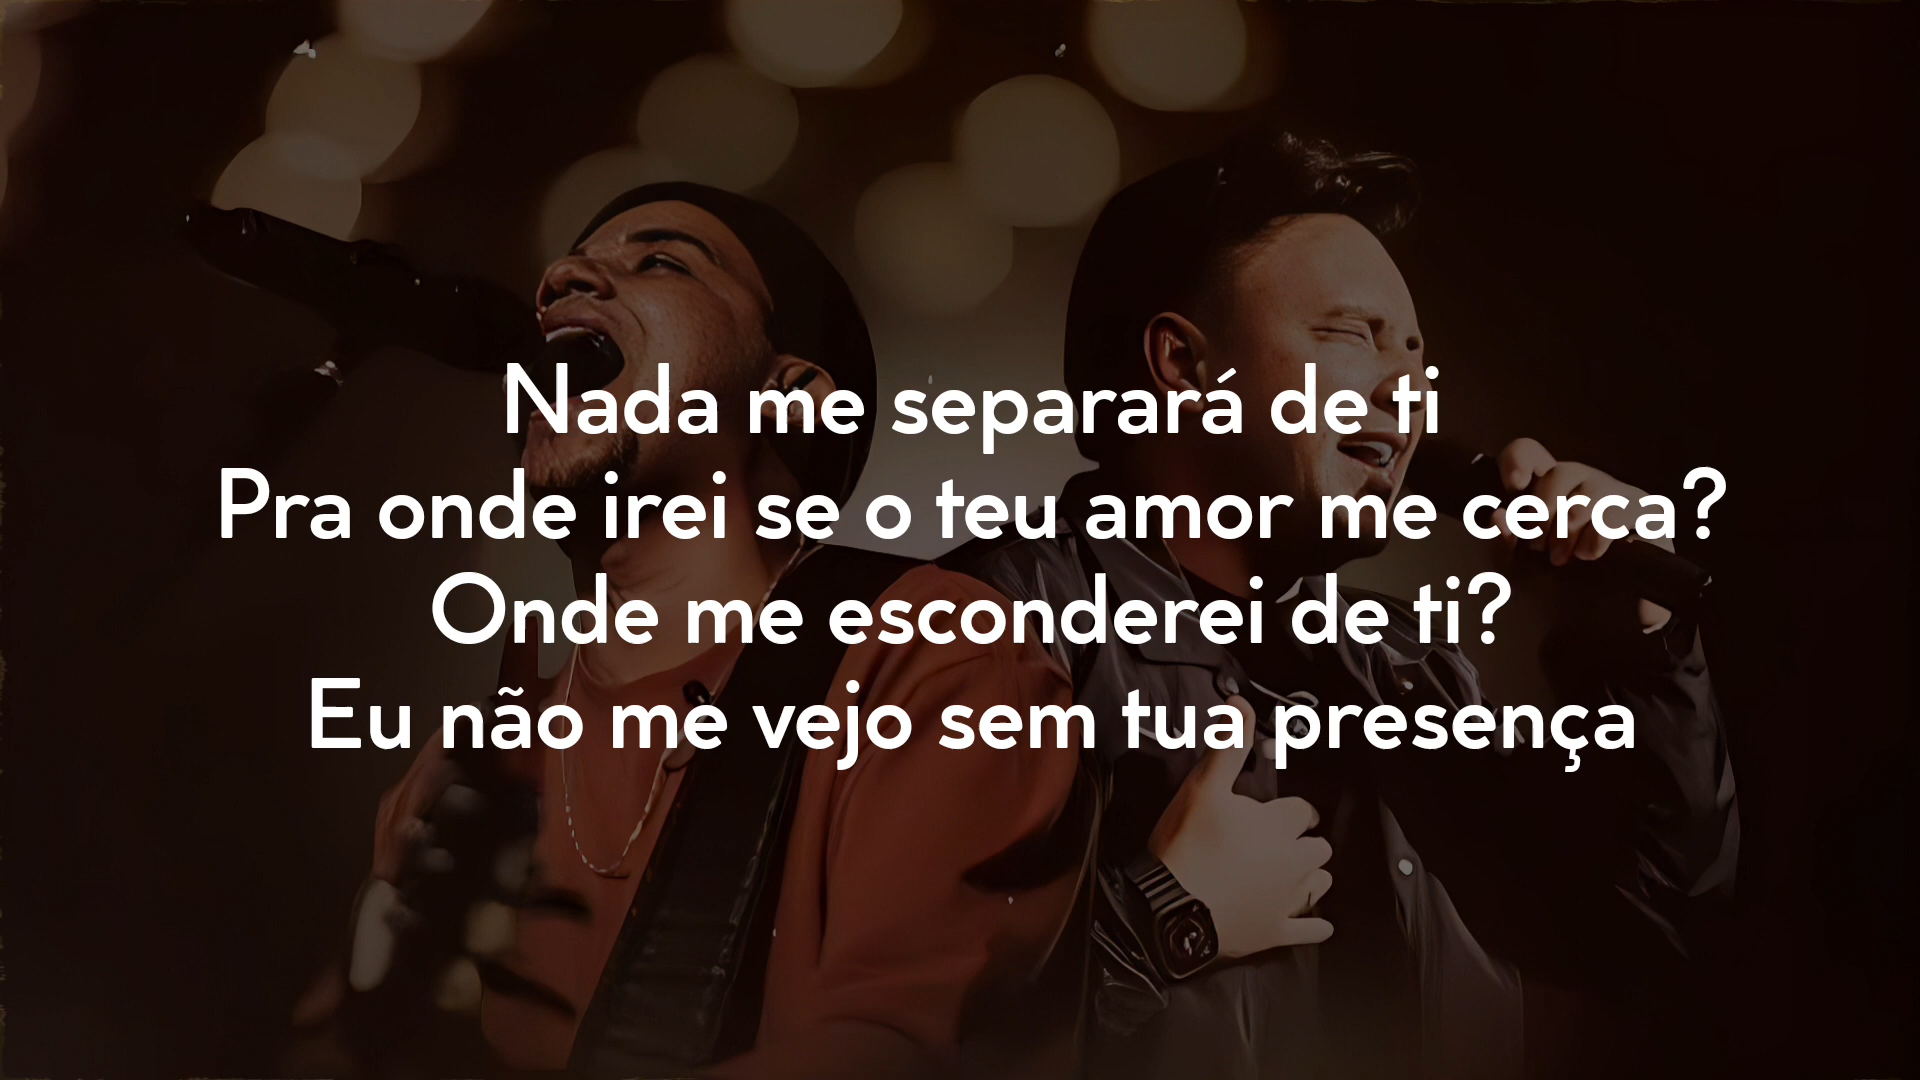 Nada me separará de ti
Pra onde irei se o teu amor me cerca?
Onde me esconderei de ti?
Eu não me vejo sem tua presença